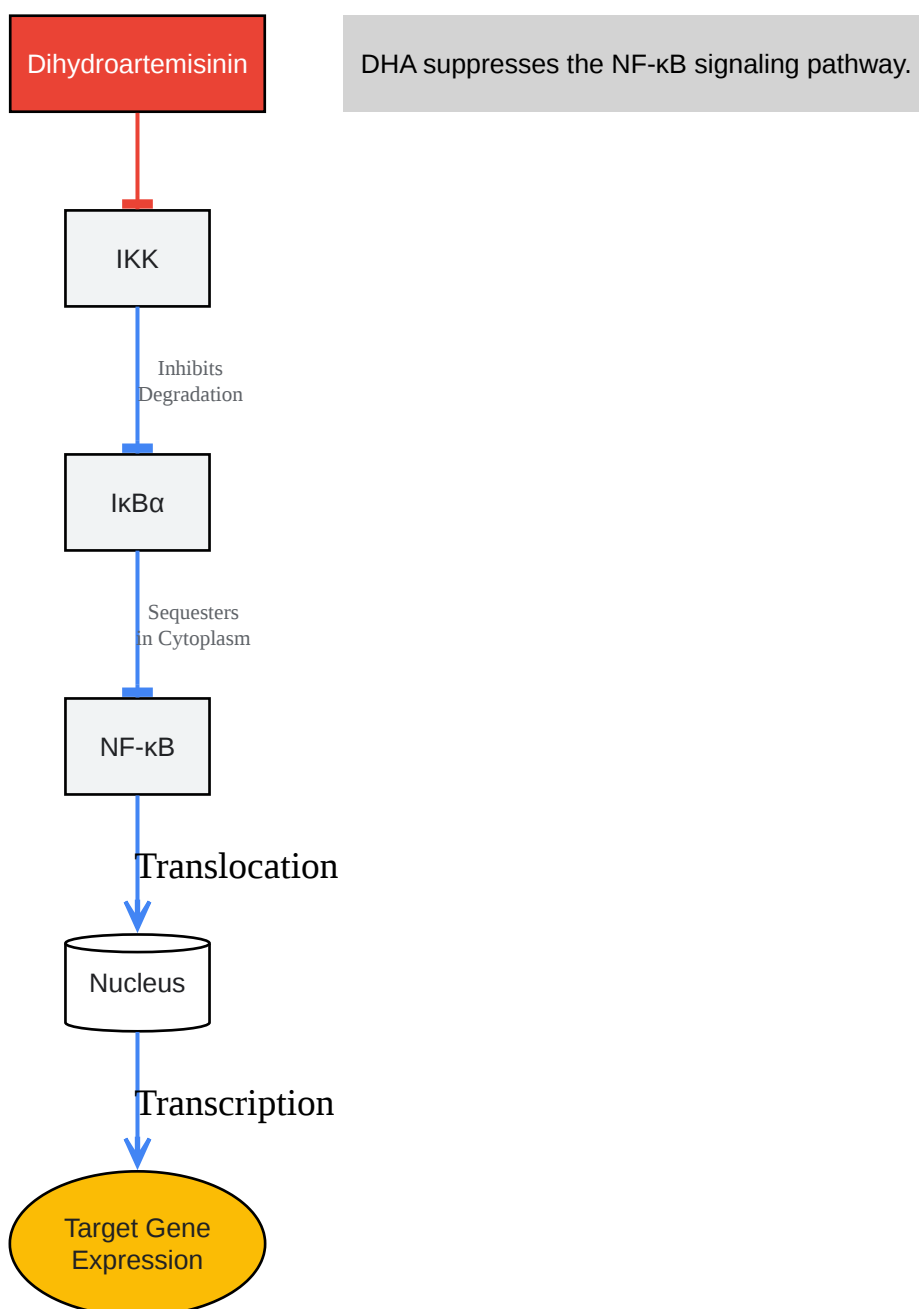 Dihydroartemisinin
DHA suppresses the NF-κB signaling pathway.
IKK
Inhibits
Degradation
IκBα
Sequesters
in Cytoplasm
NF-κB
Translocation
Nucleus
Transcription
Target Gene
Expression